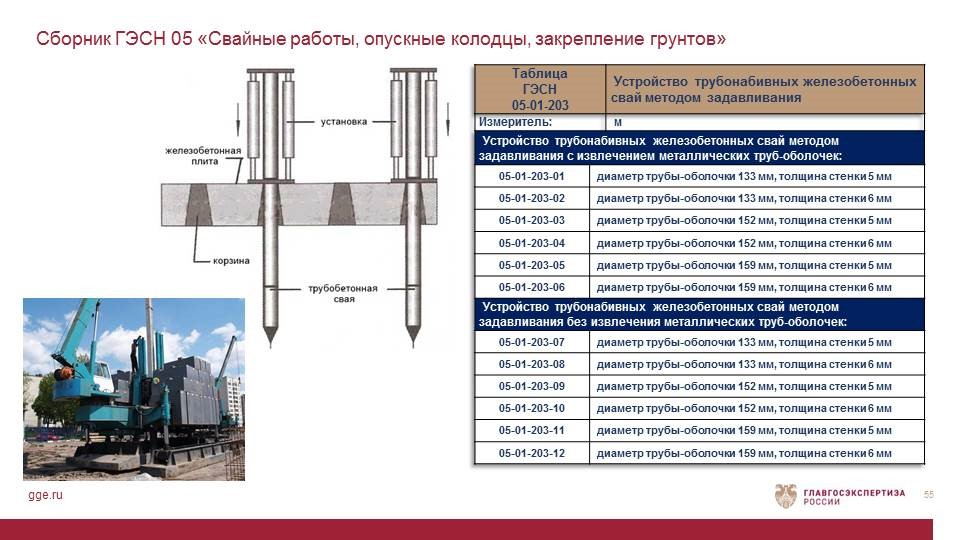 Сборник ГЭСН 05 «Свайные работы, опускные колодцы, закрепление грунтов»
установка
железобетонная
плита
корзина
трубобетонная
свая
Таблица
ГЭСН
05-01-203
Устройство трубонабивных железобетонных
свай методом задавливания
Измеритель: м
Устройство трубонабивных железобетонных свай методом
задавливания с извлечением металлических труб-оболочек:
05-01-203-01 диаметр трубы-оболочки 133 мм, толщина стенки 5 мм
05-01-203-02 диаметр трубы-оболочки 133 мм, толщина стенки 6 мм
05-01-203-03 диаметр трубы-оболочки 152 мм, толщина стенки 5 мм
05-01-203-04 диаметр трубы-оболочки 152 мм, толщина стенки 6 мм
05-01-203-05 диаметр трубы-оболочки 159 мм, толщина стенки 5 мм
05-01-203-06 диаметр трубы-оболочки 159 мм, толщина стенки 6 мм
Устройство трубонабивных железобетонных свай методом
задавливания без извлечения металлических труб-оболочек:
05-01-203-07 диаметр трубы-оболочки 133 мм, толщина стенки 5 мм
05-01-203-08 диаметр трубы-оболочки 133 мм, толщина стенки 6 мм
05-01-203-09 диаметр трубы-оболочки 152 мм, толщина стенки 5 мм
05-01-203-10 диаметр трубы-оболочки 152 мм, толщина стенки 6 мм
05-01-203-11 диаметр трубы-оболочки 159 мм, толщина стенки 5 мм
05-01-203-12 диаметр трубы-оболочки 159 мм, толщина стенки 6 мм
gge.ru
ГЛАВГОСЭКСПЕРТИЗА
РОССИИ
55